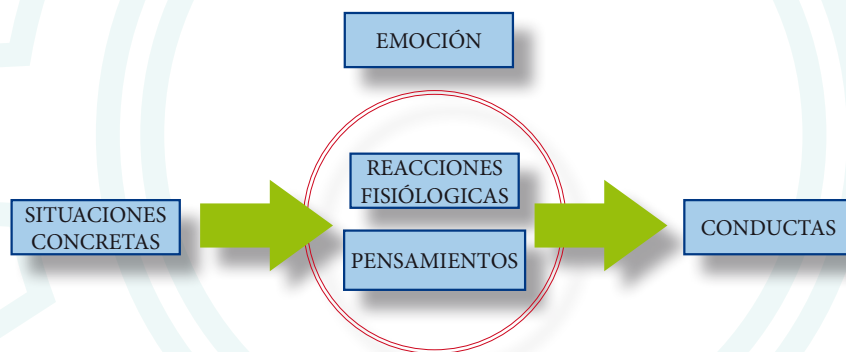 EMOCIÓN
REACCIONES
FISIÓLOGICAS
SITUACIONES
CONCRETAS
PENSAMIENTOS
CONDUCTAS